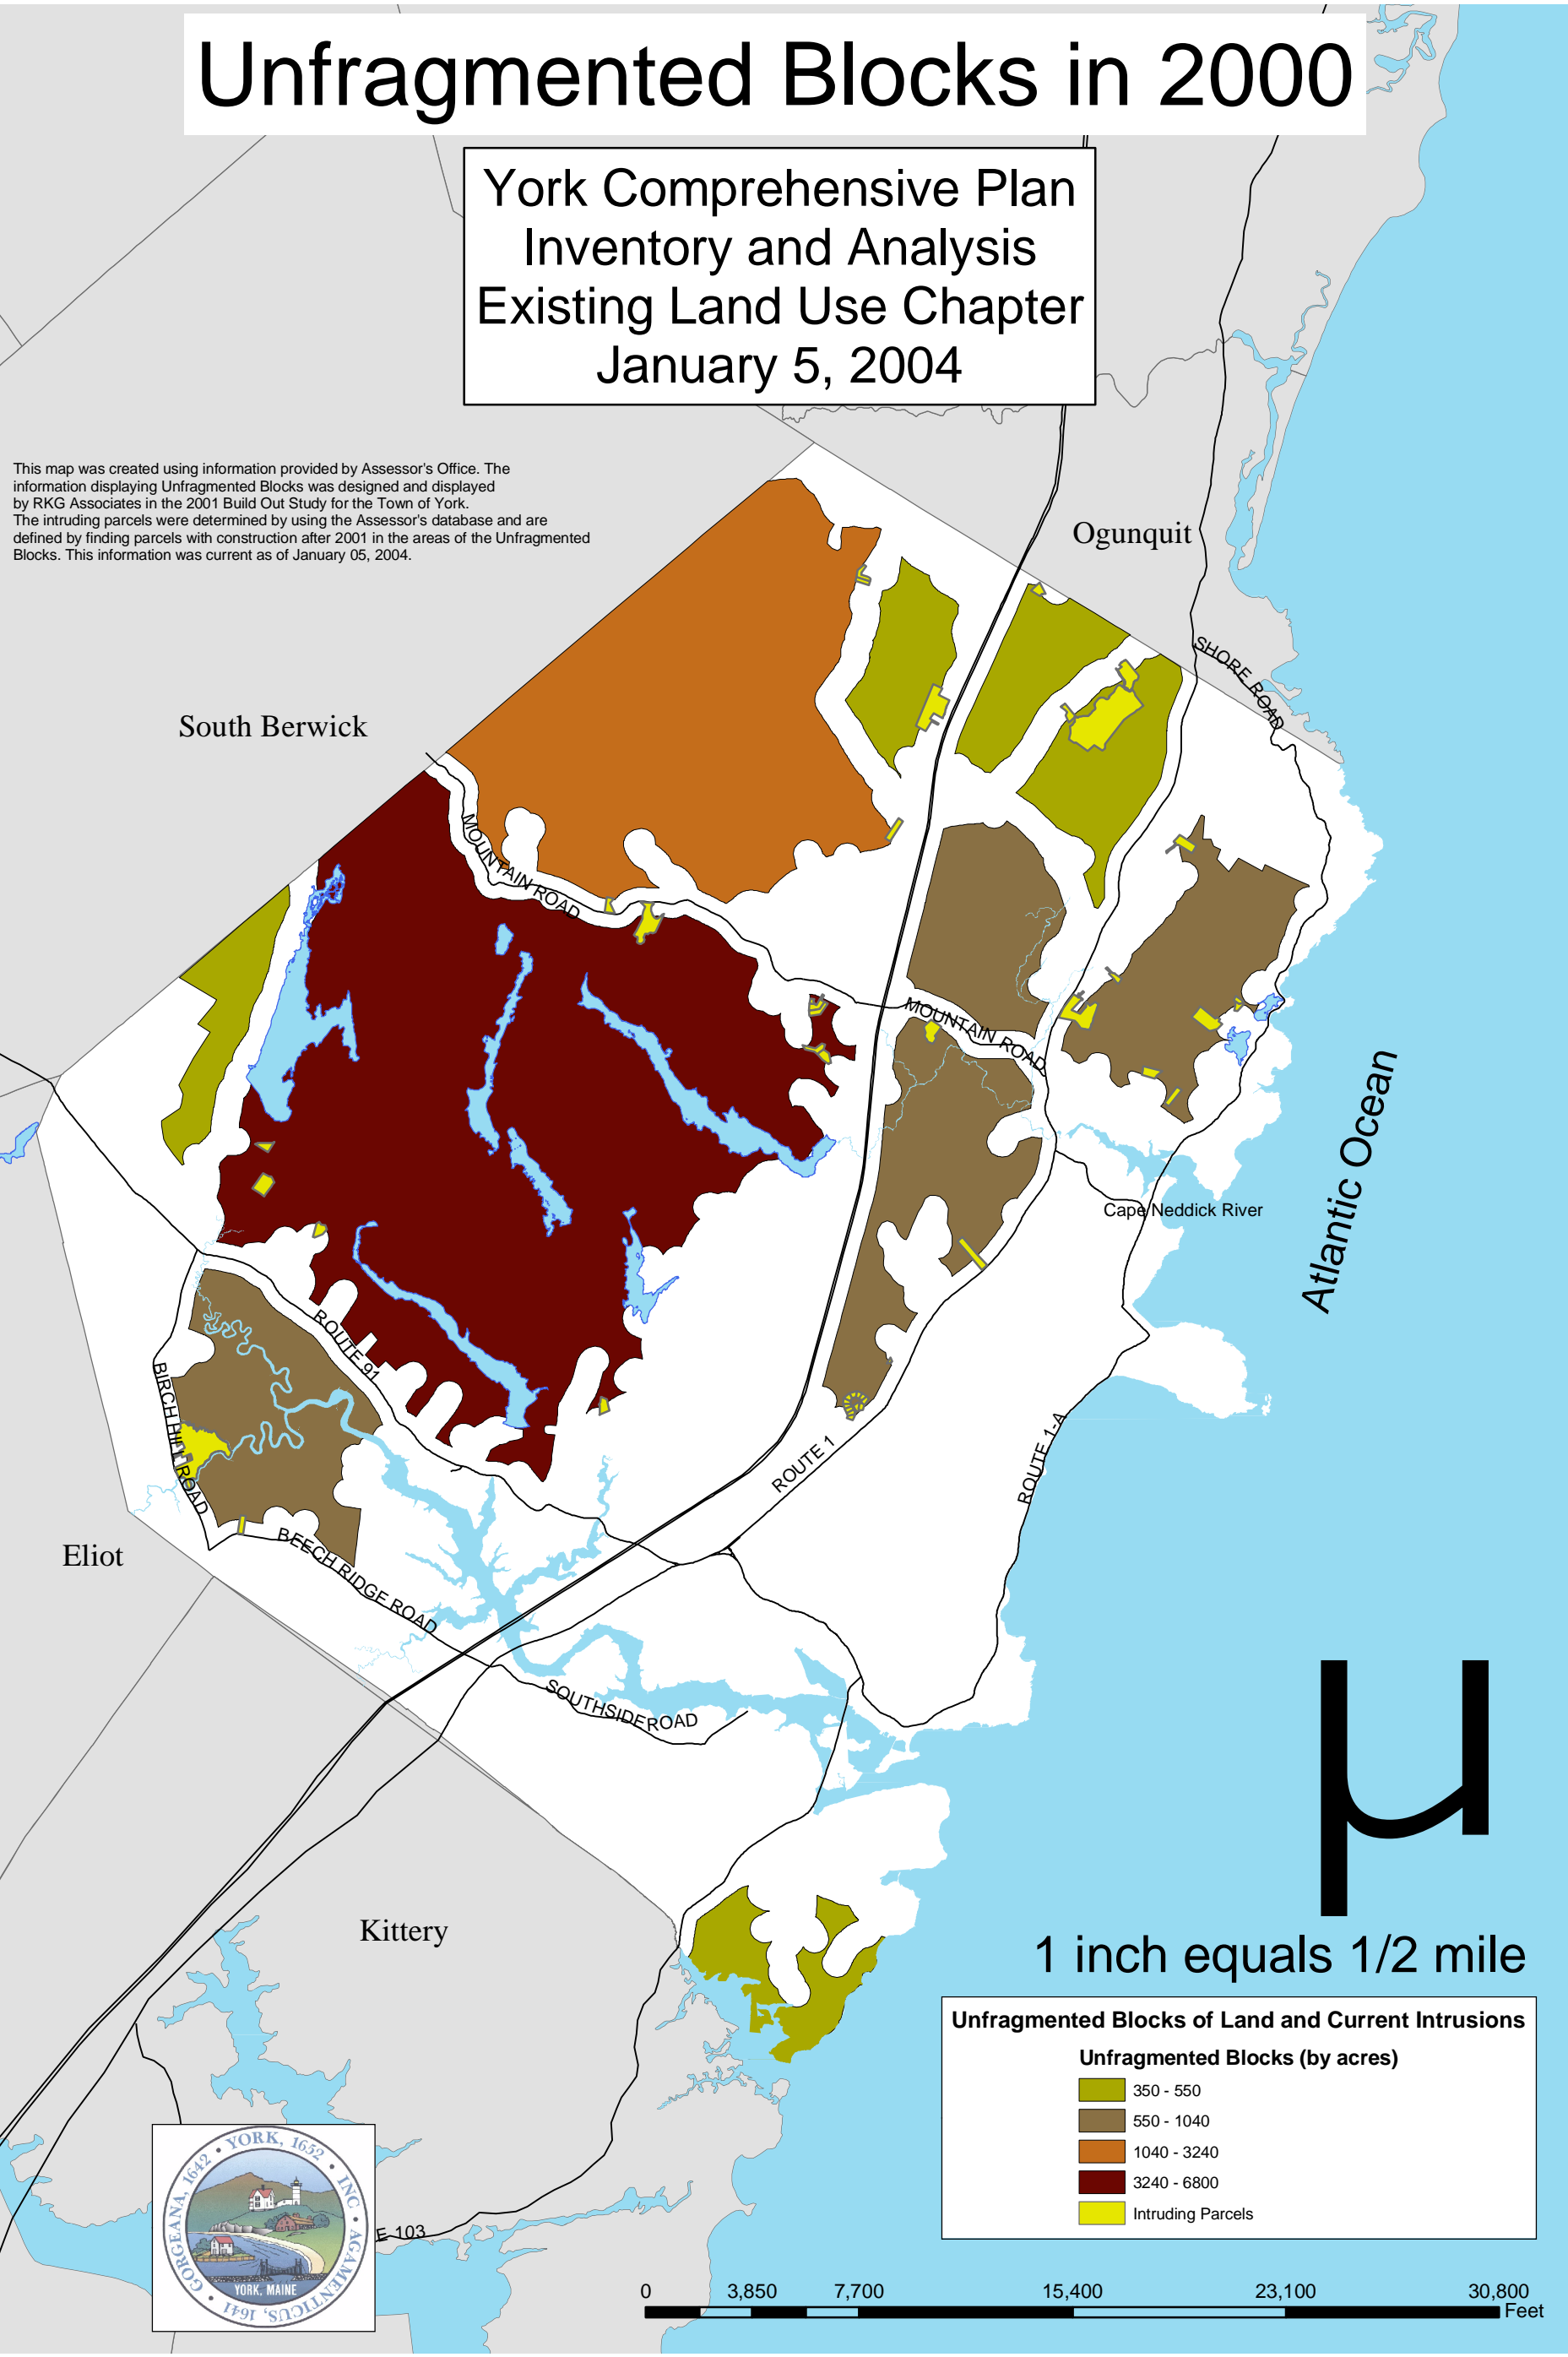 Unfragmented Blocks in 2000
York Comprehensive Plan
Inventory and Analysis
Existing Land Use Chapter
January 5, 2004
This map was created using information provided by Assessor's Office. The
information displaying Unfragmented Blocks was designed and displayed
by RKG Associates in the 2001 Build Out Study for the Town of York.
The intruding parcels were determined by using the Assessor's database and are
defined by finding parcels with construction after 2001 in the areas of the Unfragmented
Blocks. This information was current as of January 05, 2004.
Ogunquit
SHORE ROAD
South Berwick
MOUNTAIN ROAD
MOUNTAIN ROAD
Atlantic Ocean
Cape Neddick River
ROUTE 91
BIRCH HILL ROAD
ROUTE 1
ROUTE 1-A
BEECH RIDGE ROAD
Eliot
SOUTHSIDE ROAD
Kittery
µ
1 inch equals 1/2 mile
Unfragmented Blocks of Land and Current Intrusions
Unfragmented Blocks (by acres)
350 - 550
550 - 1040
1040 - 3240
3240 - 6800
Intruding Parcels
E 103
GORGEANA, 1642 • YORK, 1652 • INC • AGAMENTICUS, 1641 •
YORK, MAINE
0 3,850 7,700 15,400 23,100 30,800
Feet